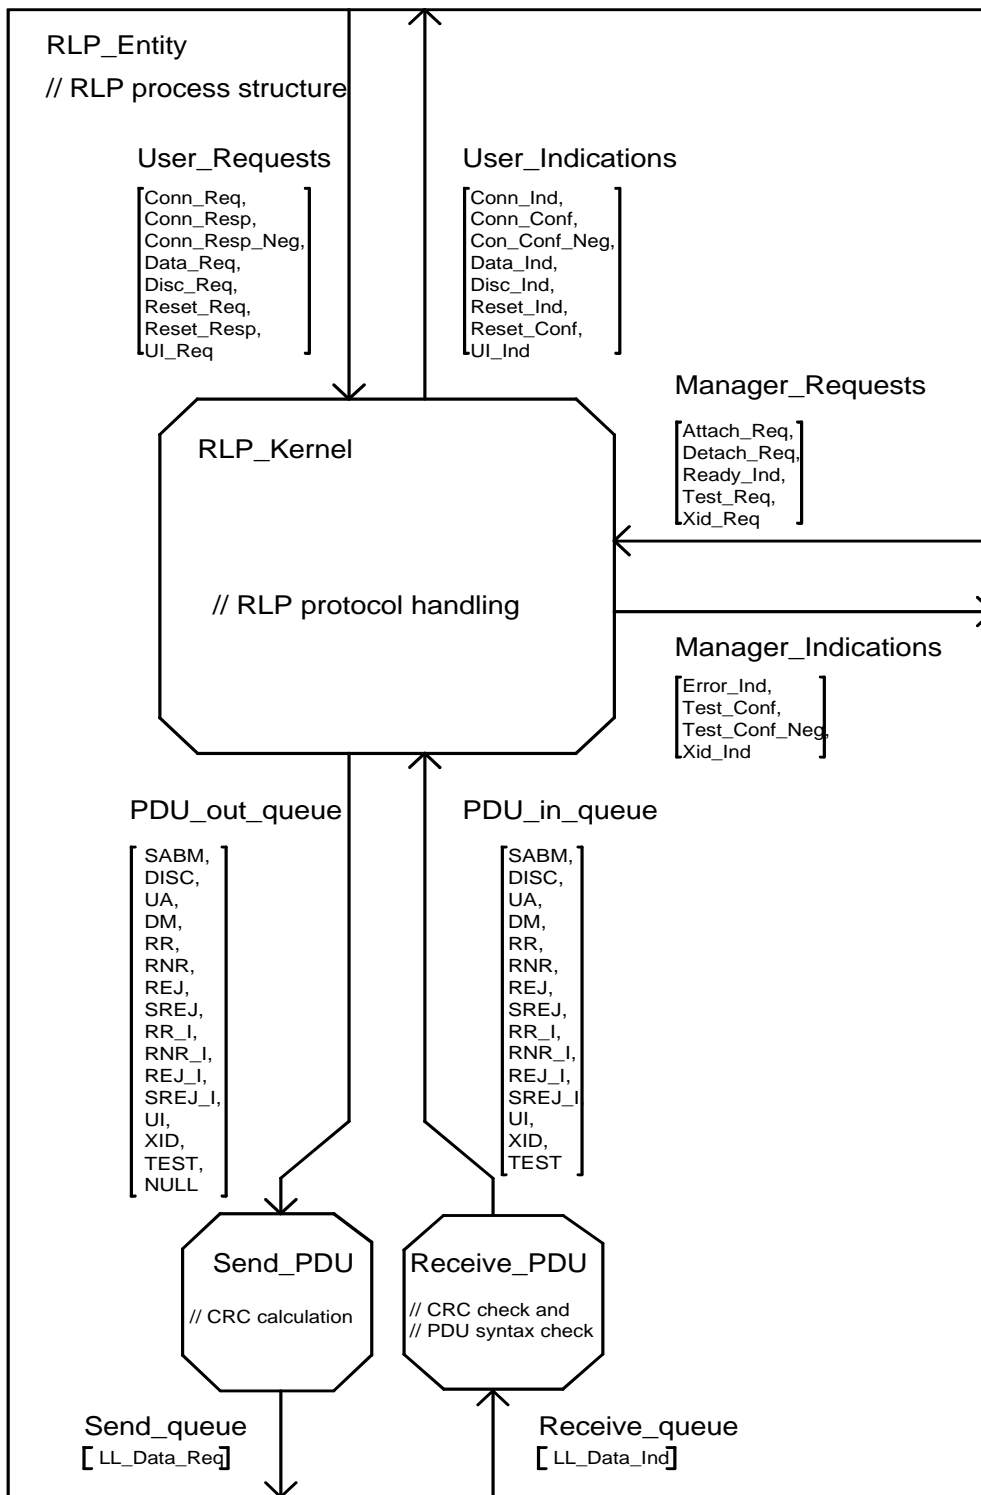 RLP_Entity
// RLP process structure
User_Requests
[Conn_Req,
Conn_Resp,
Conn_Resp_Neg,
Data_Req,
Disc_Req,
Reset_Req,
Reset_Resp,
UI_Req]
User_Indications
[Conn_Ind,
Conn_Conf,
Con_Conf_Neg,
Data_Ind,
Disc_Ind,
Reset_Ind,
Reset_Conf,
UI_Ind]
Manager_Requests
[Attach_Req,
Detach_Req,
Ready_Ind,
Test_Req,
Xid_Req]
RLP_Kernel
// RLP protocol handling
Manager_Indications
[Error_Ind,
Test_Conf,
Test_Conf_Neg,
Xid_Ind]
PDU_out_queue
[SABM,
DISC,
UA,
DM,
RR,
RNR,
REJ,
SREJ,
RR_I,
RNR_I,
REJ_I,
SREJ_I,
UI,
XID,
TEST,
NULL]
PDU_in_queue
[SABM,
DISC,
UA,
DM,
RR,
RNR,
REJ,
SREJ,
RR_I,
RNR_I,
REJ_I,
SREJ_I,
UI,
XID,
TEST]
Send_PDU
// CRC calculation
Receive_PDU
// CRC check and
// PDU syntax check
Send_queue
[LL_Data_Req]
Receive_queue
[LL_Data_Ind]